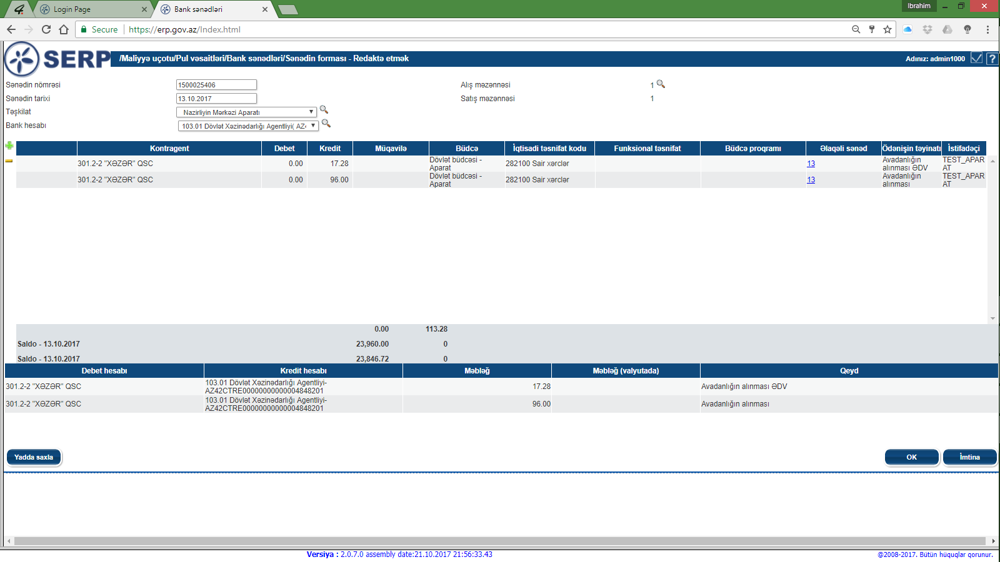 Login Page
Bank sənədləri
Ibrahim
Secure
https://erp.gov.az/Index.html
SERP
/Maliyyə uçotu/Pul vəsaitləri/Bank sənədləri/Sənədin forması - Redaktə etmək
Adınız: admin1000
?
Sənədin nömrəsi 1500025406 Alış məzənnəsi 1
Sənədin tarixi 13.10.2017 Satış məzənnəsi 1
Təşkilat Nazirliyin Mərkəzi Aparatı
Bank hesabı 103.01 Dövlət Xəzinədarlığı Agentliyi( AZ
Kontragent Debet Kredit Müqavilə Büdcə İqtisadi təsnifat kodu Funksional təsnifat Büdcə proqramı Əlaqəli sənəd Ödənişin təyinatı İstifadəçi
301.2-2 "XƏZƏR" QSC 0.00 17.28 Dövlət büdcəsi - Aparat 282100 Sair xərclər 13 Avadanlığın alınması ƏDV TEST_APARAT
301.2-2 "XƏZƏR" QSC 0.00 96.00 Dövlət büdcəsi - Aparat 282100 Sair xərclər 13 Avadanlığın alınması TEST_APARAT
0.00 113.28
Saldo - 13.10.2017 23,960.00 0
Saldo - 13.10.2017 23,846.72 0
Debet hesabı Kredit hesabı Məbləğ Məbləğ (valyutada) Qeyd
301.2-2 "XƏZƏR" QSC 103.01 Dövlət Xəzinədarlığı Agentliyi-AZ42CTRE00000000000004848201 17.28 Avadanlığın alınması ƏDV
301.2-2 "XƏZƏR" QSC 103.01 Dövlət Xəzinədarlığı Agentliyi-AZ42CTRE00000000000004848201 96.00 Avadanlığın alınması
Yadda saxla
OK
İmtina
Versiya : 2.0.7.0 assembly date:21.10.2017 21:56:33.43
@2008-2017. Bütün hüquqlar qorunur.